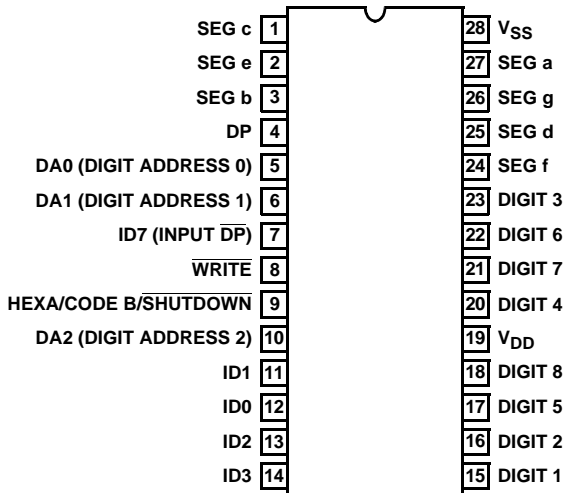 SEG c 1 28 VSS
SEG e 2 27 SEG a
SEG b 3 26 SEG g
DP 4 25 SEG d
DA0 (DIGIT ADDRESS 0) 5 24 SEG f
DA1 (DIGIT ADDRESS 1) 6 23 DIGIT 3
ID7 (INPUT DP) 7 22 DIGIT 6
WRITE 8 21 DIGIT 7
HEXA/CODE B/SHUTDOWN 9 20 DIGIT 4
DA2 (DIGIT ADDRESS 2) 10 19 VDD
ID1 11 18 DIGIT 8
ID0 12 17 DIGIT 5
ID2 13 16 DIGIT 2
ID3 14 15 DIGIT 1